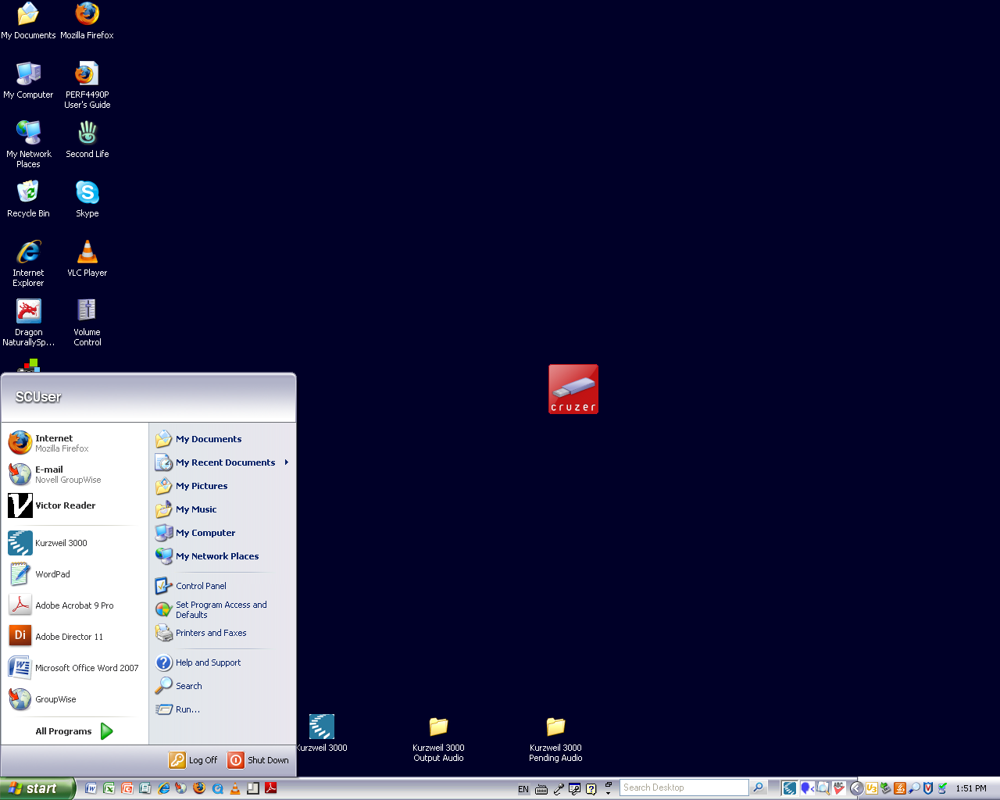 My Documents
Mozilla Firefox
My Computer
PERF4490P
User's Guide
My Network
Places
Second Life
Recycle Bin
Skype
Internet
Explorer
VLC Player
Dragon
NaturallySp...
Volume
Control
cruzer
SCUser
Internet
Mozilla Firefox
E-mail
Novell GroupWise
Victor Reader
Kurzweil 3000
WordPad
Adobe Acrobat 9 Pro
Di
Adobe Director 11
Microsoft Office Word 2007
GroupWise
All Programs
My Documents
My Recent Documents
My Pictures
My Music
My Computer
My Network Places
Control Panel
Set Program Access and
Defaults
Printers and Faxes
Help and Support
Search
Run...
Log Off
Shut Down
Kurzweil 3000
Kurzweil 3000
Output Audio
Kurzweil 3000
Pending Audio
start
EN
Search Desktop
1:51 PM